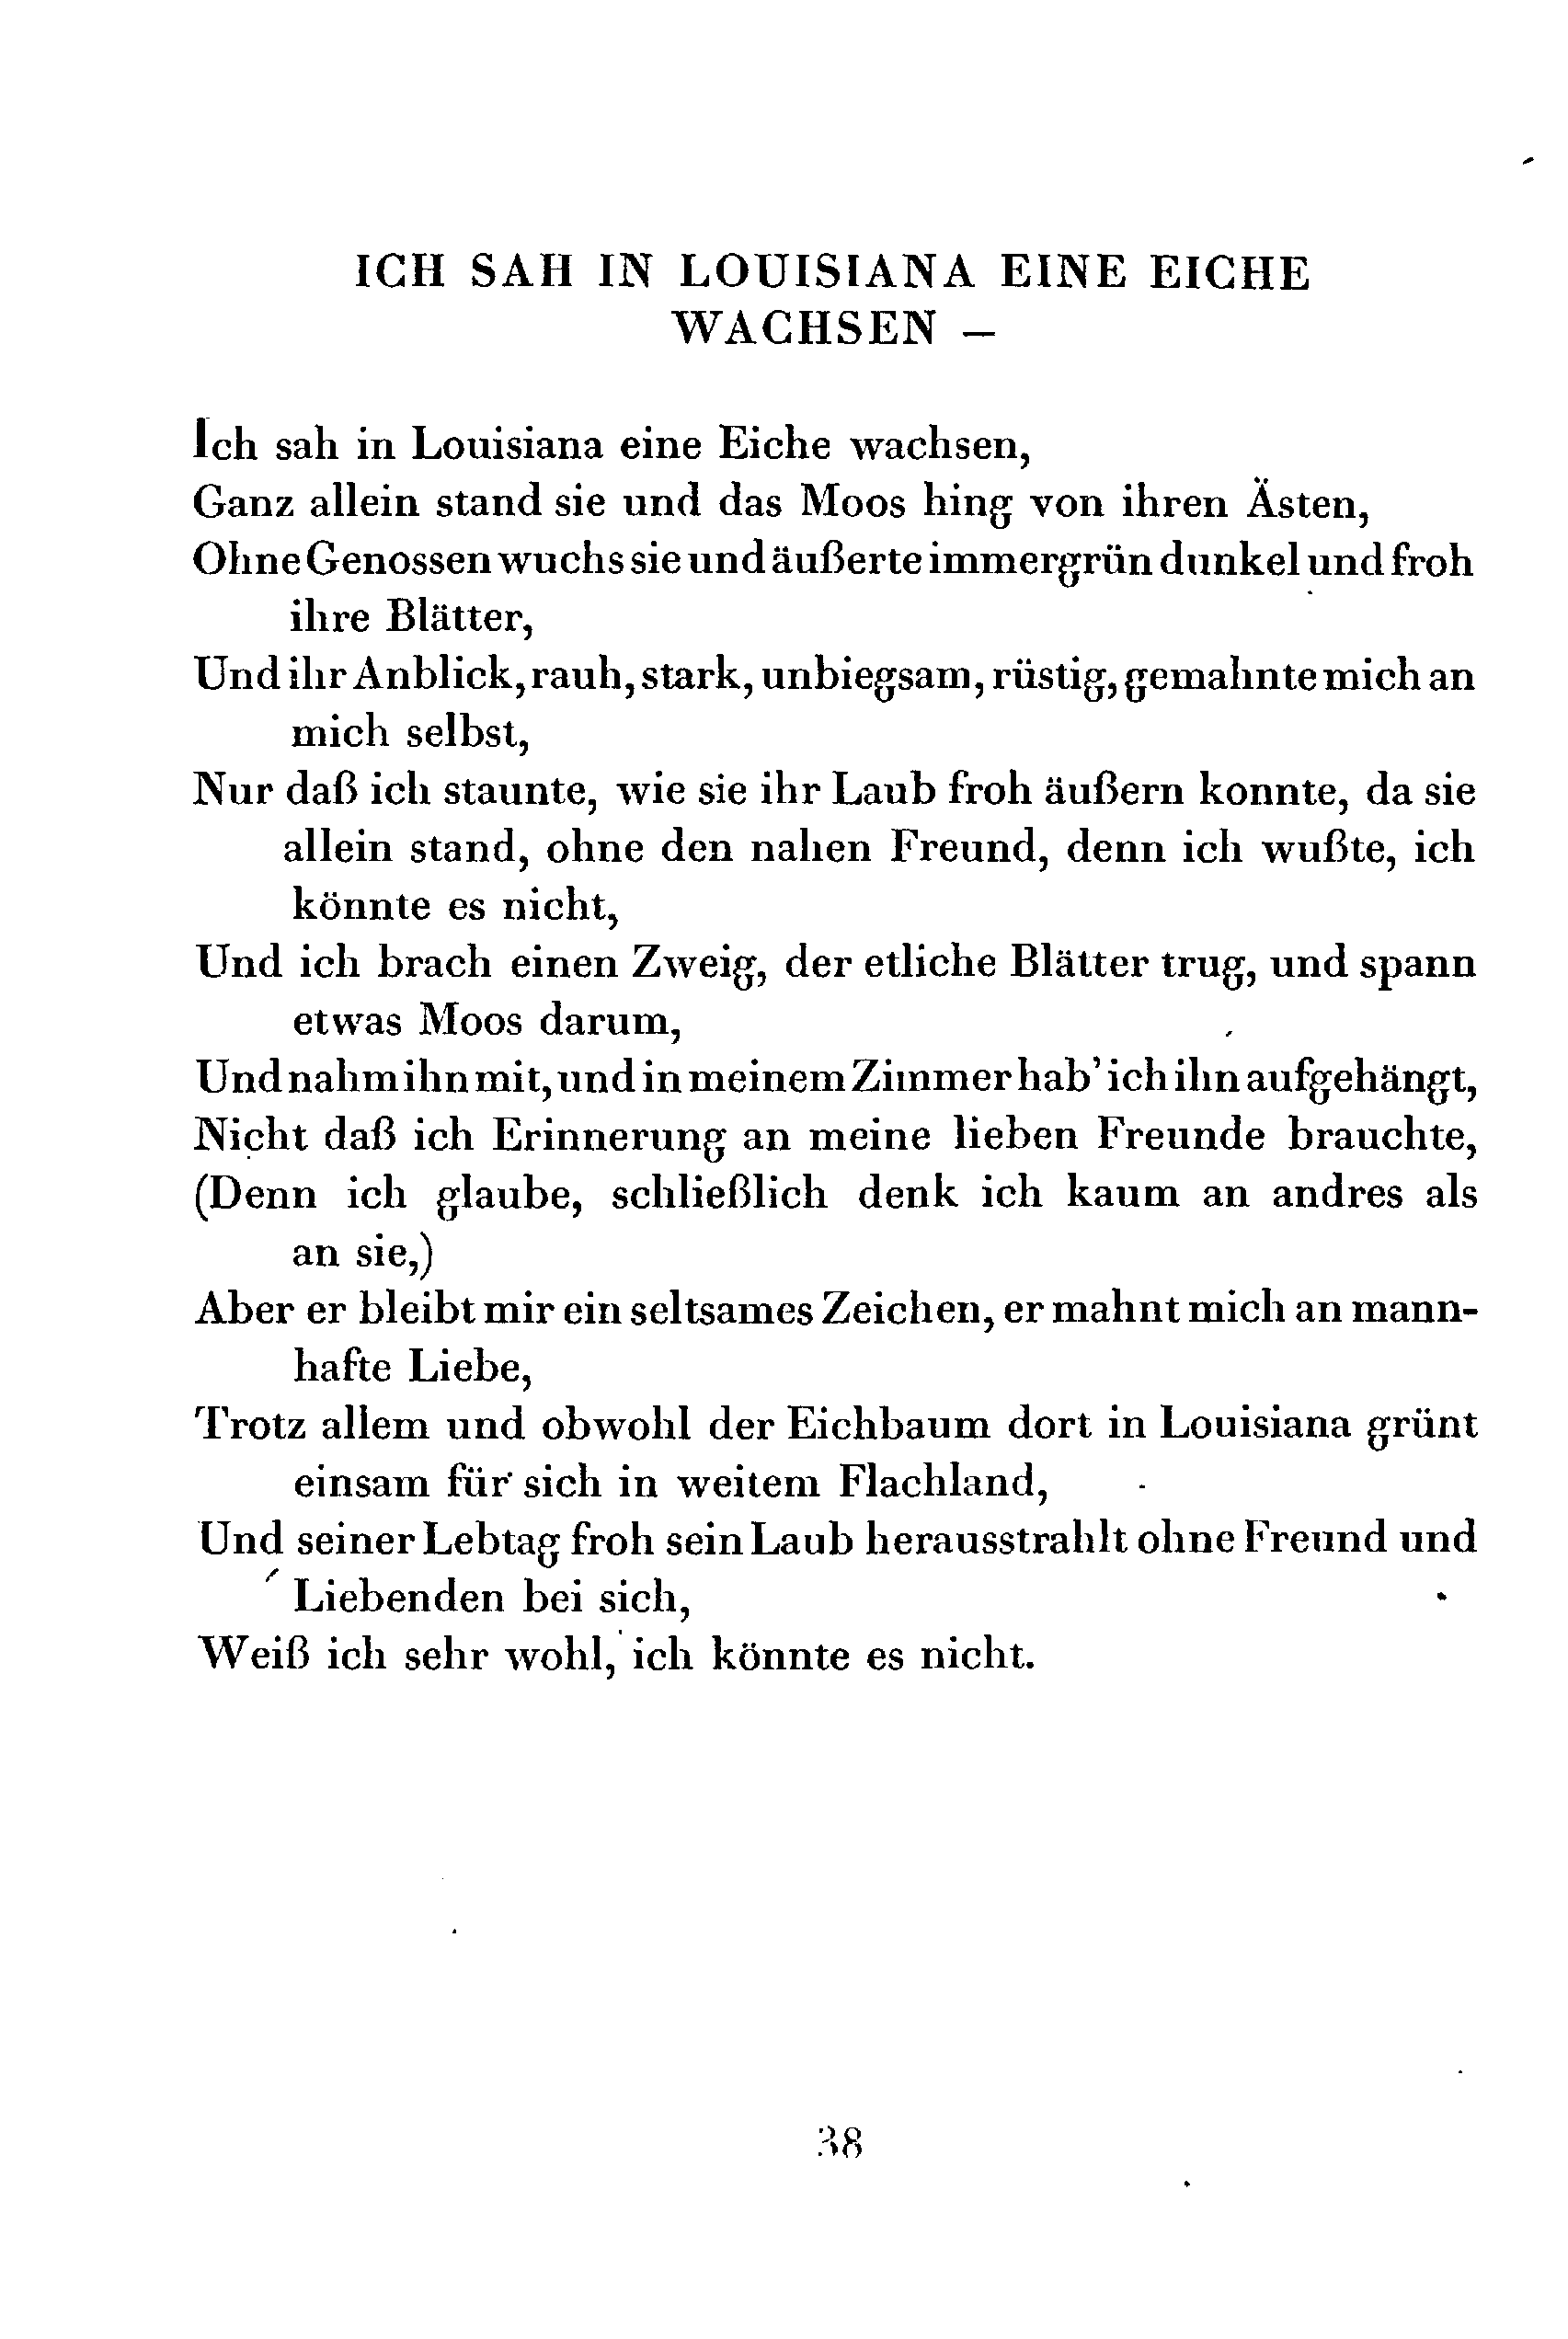 ICH SAH IN LOUISIANA EINE EICHE
WACHSEN –
Ich sah in Louisiana eine Eiche wachsen,
Ganz allein stand sie und das Moos hing von ihren Ästen,
Ohne Genossen wuchs sie und äußerte immergrün dunkel und froh
ihre Blätter,
Und ihr Anblick, rauh, stark, unbiegsam, rüstig, gemahnte mich an
mich selbst,
Nur daß ich staunte, wie sie ihr Laub froh äußern konnte, da sie
allein stand, ohne den nahen Freund, denn ich wußte, ich
könnte es nicht,
Und ich brach einen Zweig, der etliche Blätter trug, und spann
etwas Moos darum,
Und nahm ihn mit, und in meinem Zimmer hab' ich ihn aufgehängt,
Nicht daß ich Erinnerung an meine lieben Freunde brauchte,
(Denn ich glaube, schließlich denk ich kaum an andres als
an sie,)
Aber er bleibt mir ein seltsames Zeichen, er mahnt mich an mann-
hafte Liebe,
Trotz allem und obwohl der Eichbaum dort in Louisiana grünt
einsam für sich in weitem Flachland,
Und seiner Lebtag froh sein Laub herausstrahlt ohne Freund und
Liebenden bei sich,
Weiß ich sehr wohl, ich könnte es nicht.
38